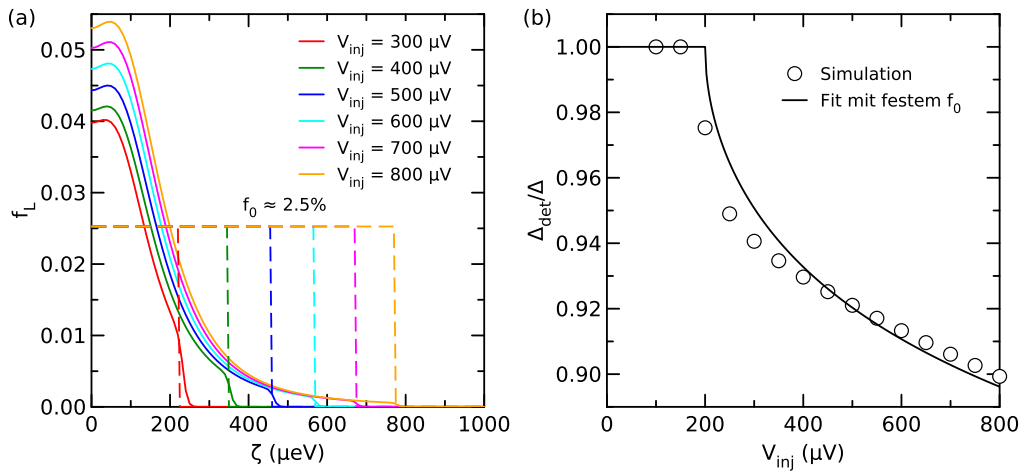 (a)
f_L
0.05
0.04
0.03
0.02
0.01
0.00
V_inj = 300 µV
V_inj = 400 µV
V_inj = 500 µV
V_inj = 600 µV
V_inj = 700 µV
V_inj = 800 µV
f_0 ≈ 2.5%
0 200 400 600 800 1000
ζ (µeV)
(b)
Δ_det/Δ
1.00
0.98
0.96
0.94
0.92
0.90
Simulation
Fit mit festem f_0
0 200 400 600 800
V_inj (µV)